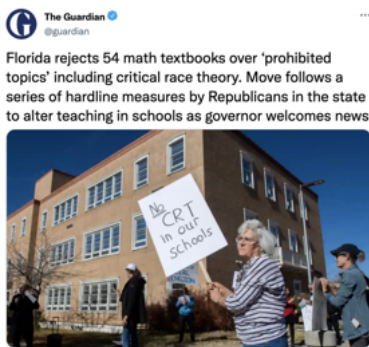 The Guardian
@guardian
Florida rejects 54 math textbooks over ‘prohibited
topics’ including critical race theory. Move follows a
series of hardline measures by Republicans in the state
to alter teaching in schools as governor welcomes news
No
CRT
in our
schools